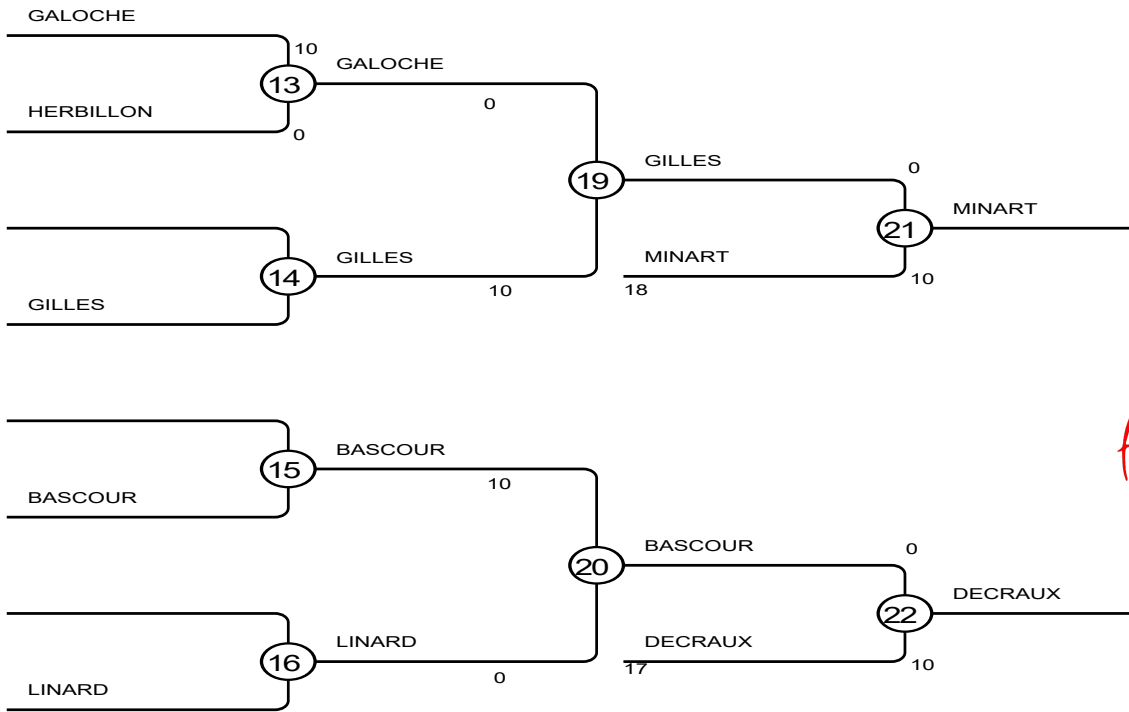 GALOCHE
10
13
GALOCHE
0
HERBILLON
0
19
GILLES
0
21
MINART
14
GILLES
10
MINART
18
10
GILLES
15
BASCOUR
10
BASCOUR
20
BASCOUR
0
22
DECRAUX
16
LINARD
0
DECRAUX
17
10
LINARD